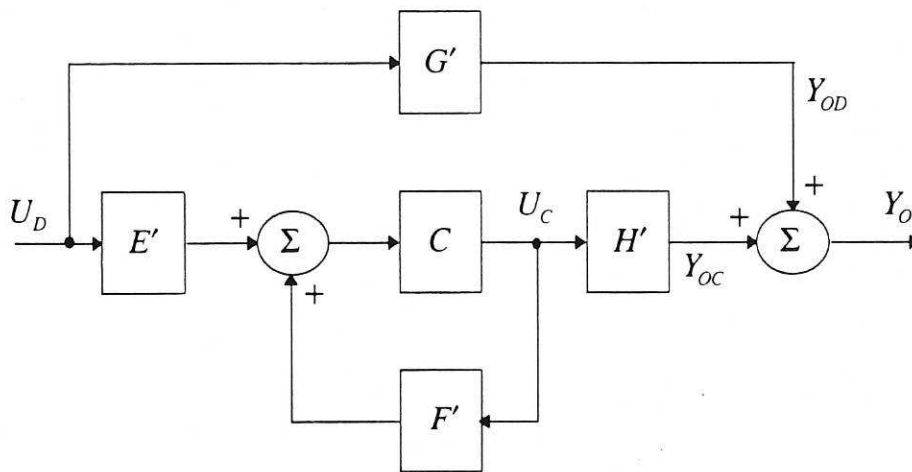 G′
Y_OD
+
U_D
E′
+
Σ
C
U_C
H′
Y_OC
+
Σ
Y_O
+
F′